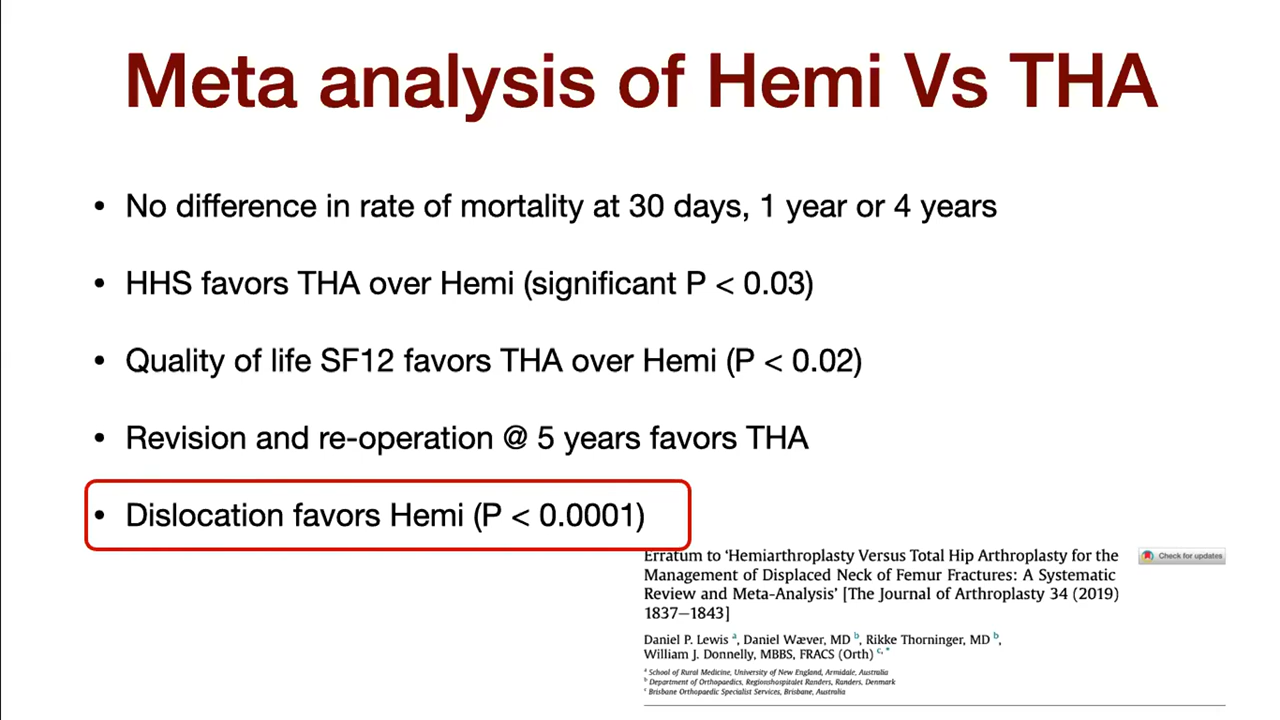 Meta analysis of Hemi Vs THA
• No difference in rate of mortality at 30 days, 1 year or 4 years
• HHS favors THA over Hemi (significant P < 0.03)
• Quality of life SF12 favors THA over Hemi (P < 0.02)
• Revision and re-operation @ 5 years favors THA
• Dislocation favors Hemi (P < 0.0001)
Erratum to ‘Hemiarthroplasty Versus Total Hip Arthroplasty for the
Management of Displaced Neck of Femur Fractures: A Systematic
Review and Meta-Analysis’ [The Journal of Arthroplasty 34 (2019)
1837–1843]
Check for updates
Daniel P. Lewis a, Daniel Wæver, MD b, Rikke Thorninger, MD b,
William J. Donnelly, MBBS, FRACS (Orth) c, *
a School of Rural Medicine, University of New England, Armidale, Australia
b Department of Orthopaedics, Regionshospitalet Randers, Randers, Denmark
c Brisbane Orthopaedic Specialist Services, Brisbane, Australia